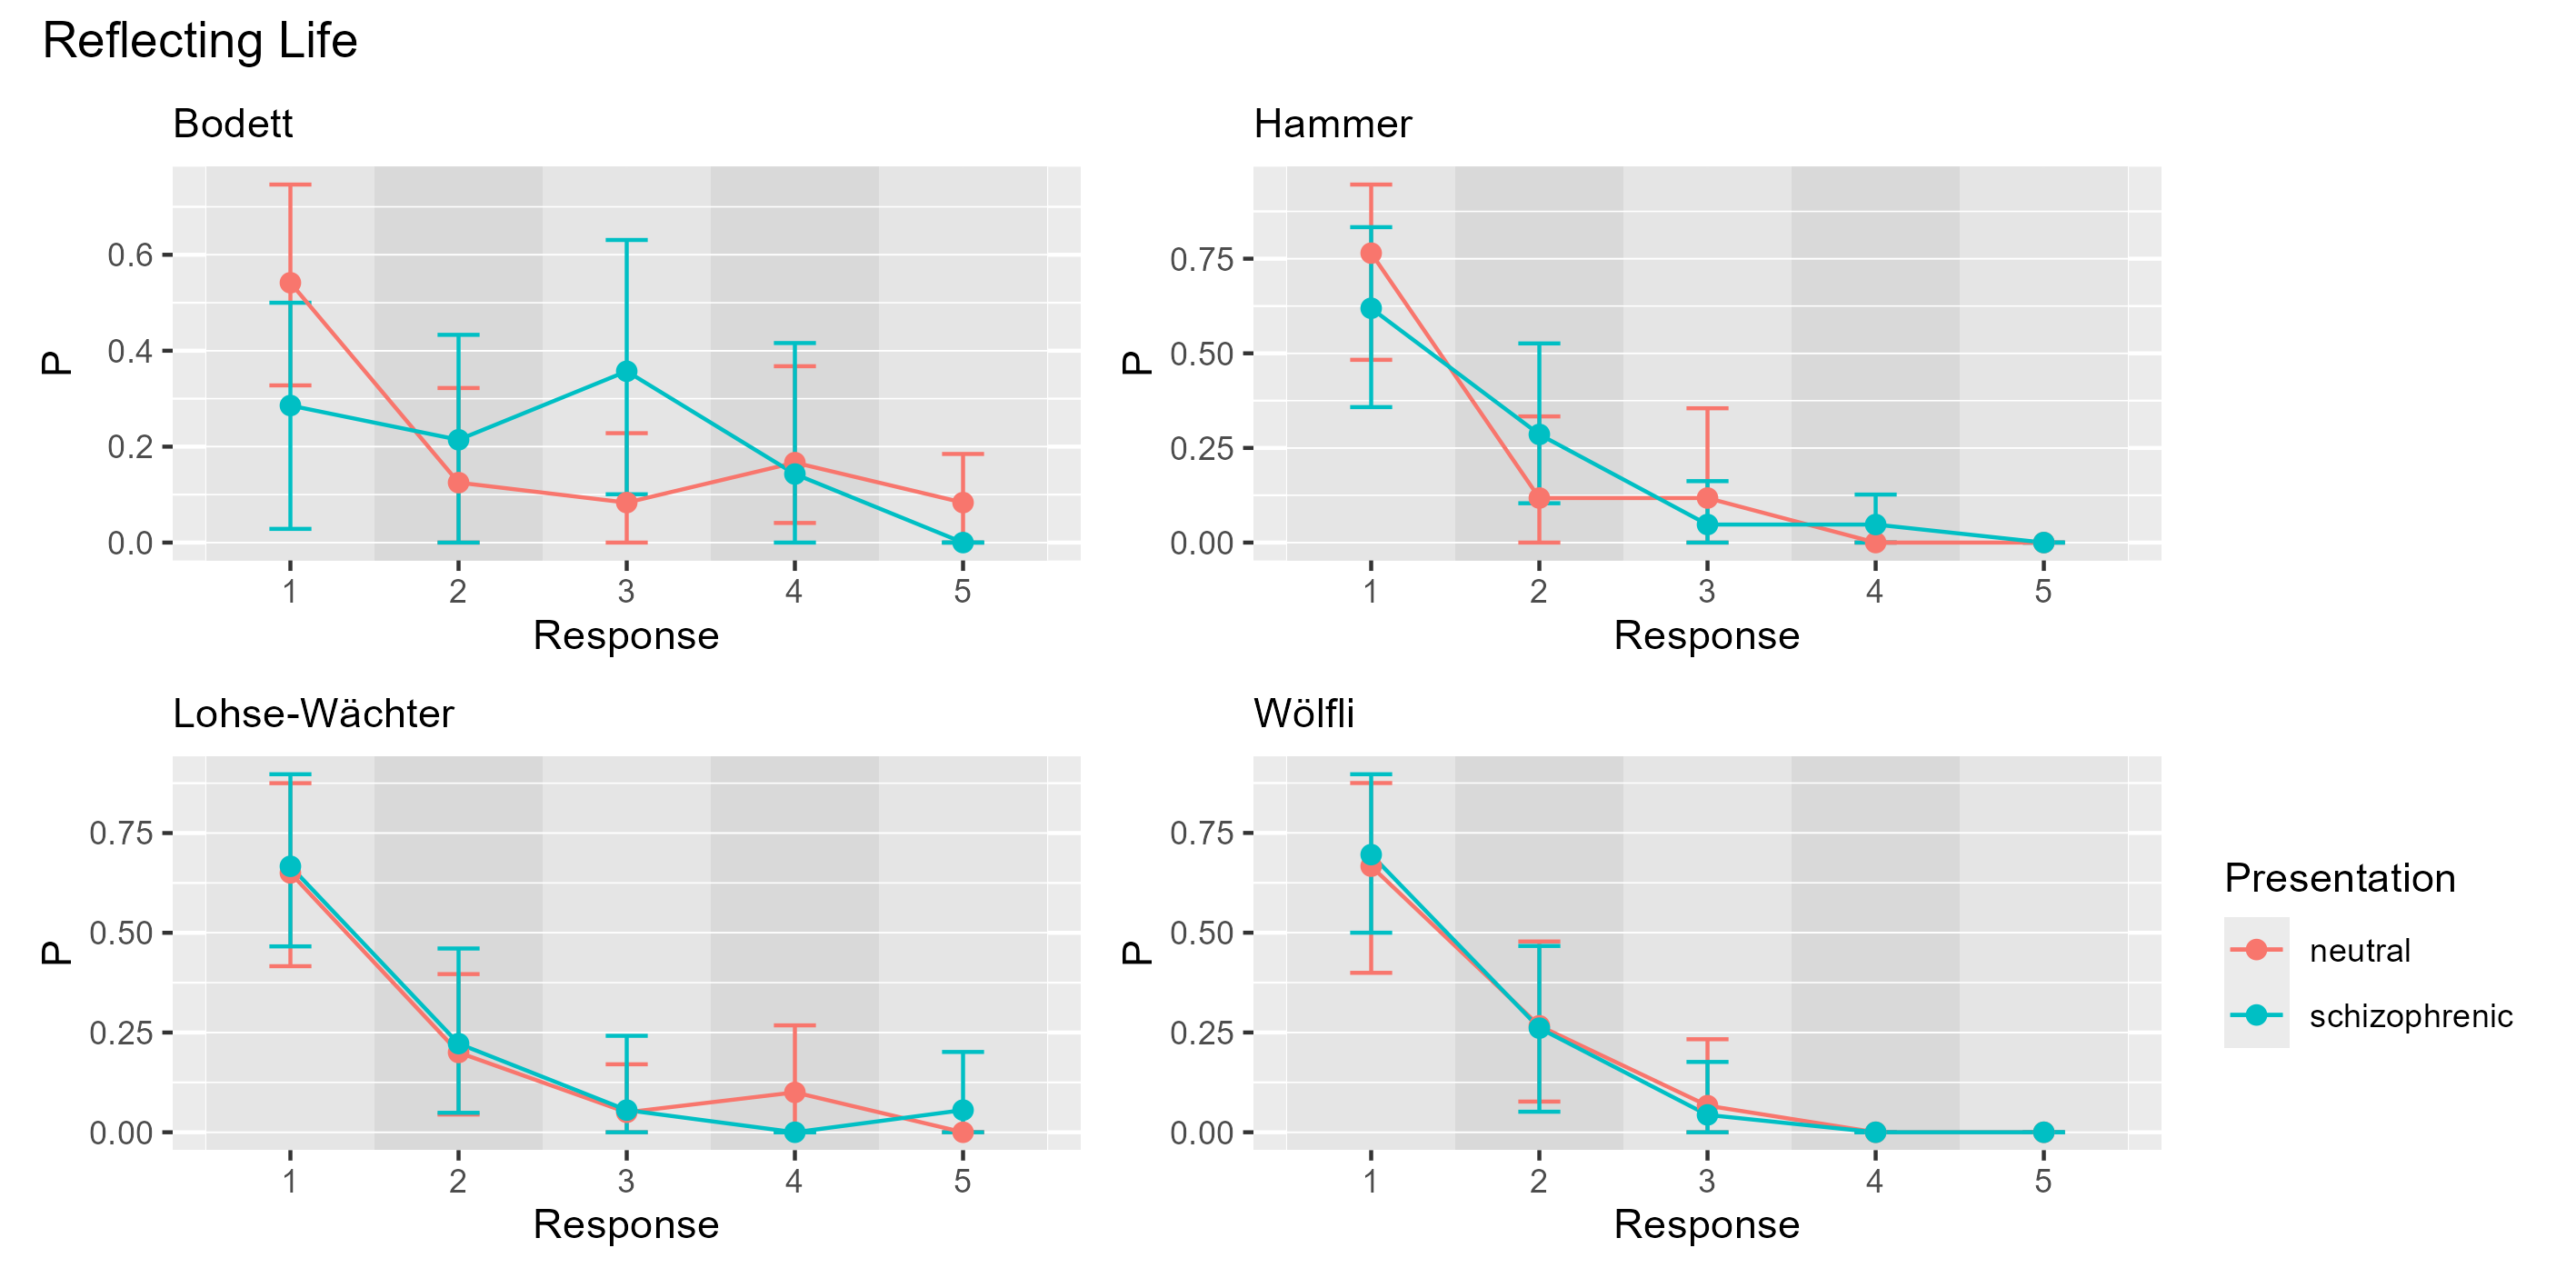 Reflecting Life
Bodett
P
0.6
0.4
0.2
0.0
1 2 3 4 5
Response
Hammer
P
0.75
0.50
0.25
0.00
1 2 3 4 5
Response
Lohse-Wächter
P
0.75
0.50
0.25
0.00
1 2 3 4 5
Response
Wölfli
P
0.75
0.50
0.25
0.00
1 2 3 4 5
Response
Presentation
neutral
schizophrenic